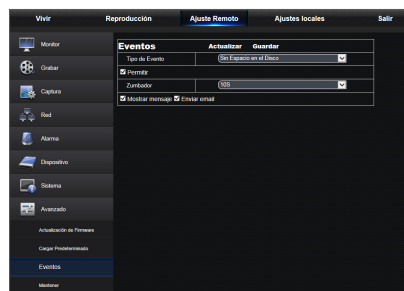 Vivir Reproducción Ajuste Remoto Ajustes locales Salir
Monitor
Grabar
Captura
Red
Alarma
Dispositivo
Sistema
Avanzado
Actualización de Firmware
Cargar Predeterminado
Eventos
Mantener
Eventos Actualizar Guardar
Tipo de Evento Sin Espacio en el Disco
Permitir
Zumbador 10S
Mostrar mensaje Enviar email